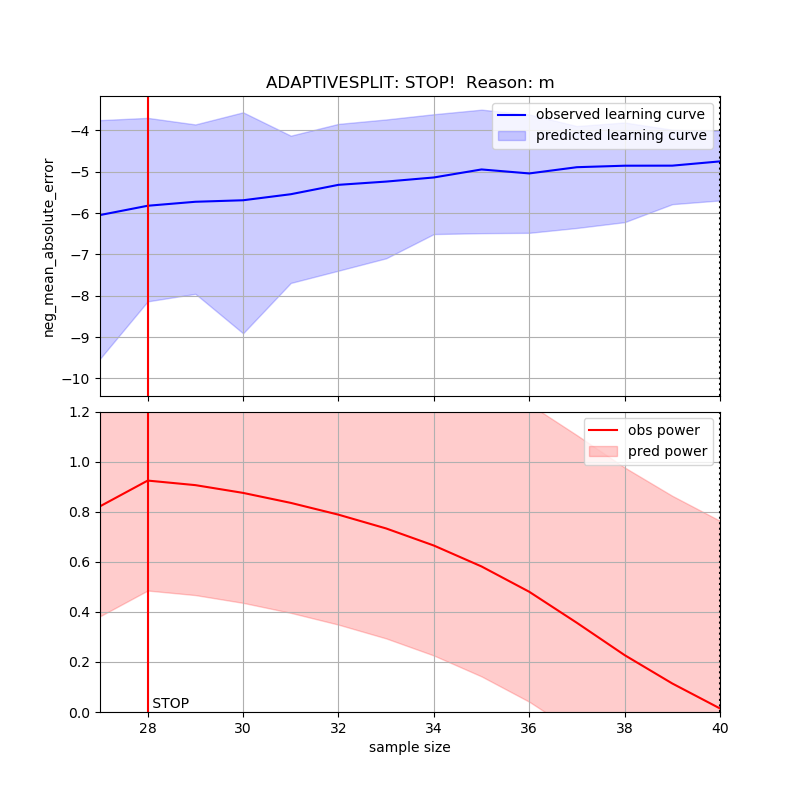 ADAPTIVESPLIT: STOP!  Reason: m
observed learning curve
predicted learning curve
neg_mean_absolute_error
−4
−5
−6
−7
−8
−9
−10
obs power
pred power
1.2
1.0
0.8
0.6
0.4
0.2
0.0
STOP
28 30 32 34 36 38 40
sample size